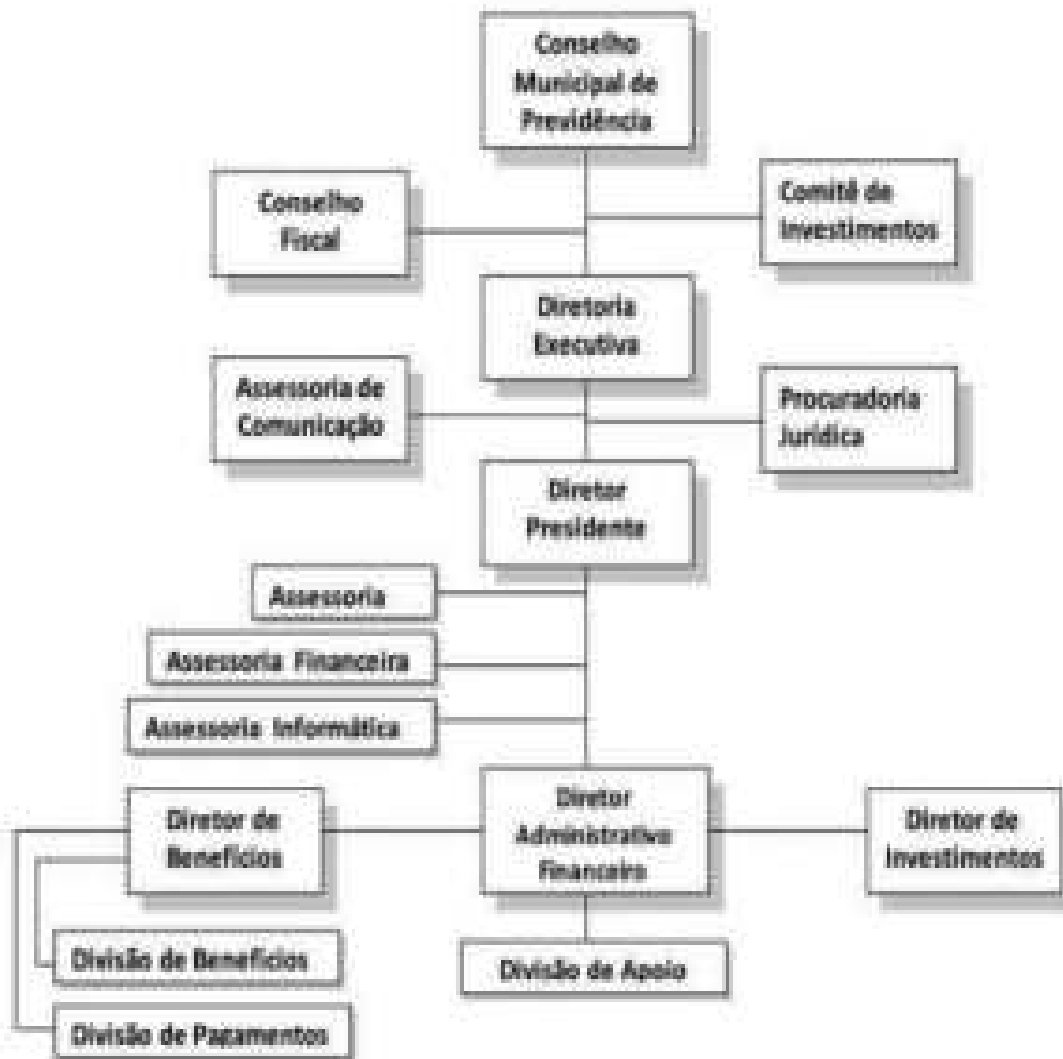 Conselho
Municipal de
Previdência
Conselho
Fiscal
Comitê de
Investimentos
Diretoria
Executiva
Assessoria de
Comunicação
Procuradoria
Jurídica
Diretor
Presidente
Assessoria
Assessoria Financeira
Assessoria Informática
Diretor de
Benefícios
Diretor
Administrativo
Financeiro
Diretor de
Investimentos
Divisão de Benefícios
Divisão de Apoio
Divisão de Pagamentos